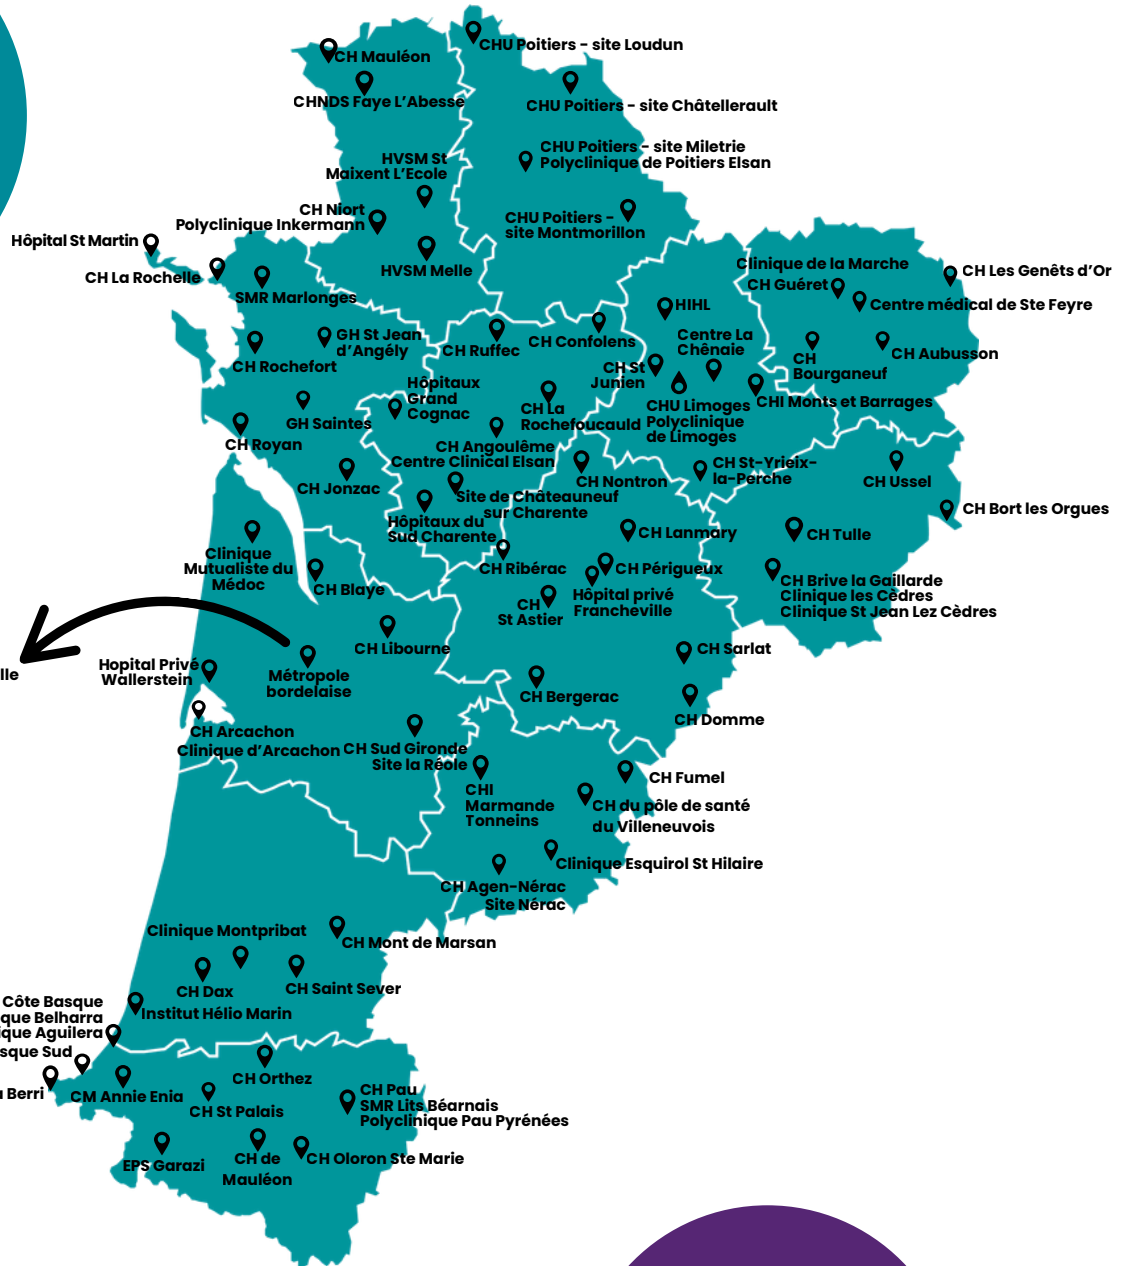 CHU Poitiers - site Loudun
CH Mauléon
CHNDS Faye L'Abesse
CHU Poitiers - site Châtellerault
CHU Poitiers - site Miletrie
Polyclinique de Poitiers Elsan
HVSM St
Maixent L'Ecole
CH Niort
Polyclinique Inkermann
CHU Poitiers -
site Montmorillon
HVSM Melle
Hôpital St Martin
CH La Rochelle
SMR Marlonges
Clinique de la Marche
CH Guéret
CH Les Genêts d'Or
Centre médical de Ste Feyre
HIHL
CH Rochefort
GH St Jean
d'Angély
CH Ruffec
CH Confolens
Centre La
Chênaie
CH
Bourganeuf
CH Aubusson
CH St
Junien
Hôpitaux
Grand
Cognac
GH Saintes
CH Royan
CH La
Rochefoucauld
CHU Limoges
Polyclinique
de Limoges
CHI Monts et Barrages
CH Angoulême
Centre Clinical Elsan
CH Jonzac
CH Nontron
CH St-Yrieix-
la-Perche
CH Ussel
Site de Châteauneuf
sur Charente
Hôpitaux du
Sud Charente
CH Bort les Orgues
CH Lanmary
CH Tulle
Clinique
Mutualiste du
Médoc
CH Blaye
CH Ribérac
CH Périgueux
Hôpital privé
Francheville
CH
St Astier
CH Brive la Gaillarde
Clinique les Cèdres
Clinique St Jean Lez Cèdres
CH Libourne
CH Sarlat
lle
Hopital Privé
Wallerstein
Métropole
bordelaise
CH Bergerac
CH Domme
CH Arcachon
Clinique d'Arcachon
CH Sud Gironde
Site la Réole
CHI
Marmande
Tonneins
CH Fumel
CH du pôle de santé
du Villeneuvois
Clinique Esquirol St Hilaire
CH Agen-Nérac
Site Nérac
Clinique Montpribat
CH Mont de Marsan
CH Dax
CH Saint Sever
Institut Hélio Marin
Côte Basque
que Belharra
ique Aguilera
sque Sud
Berri
CM Annie Enia
CH Orthez
CH St Palais
CH Pau
SMR Lits Béarnais
Polyclinique Pau Pyrénées
EPS Garazi
CH de
Mauléon
CH Oloron Ste Marie